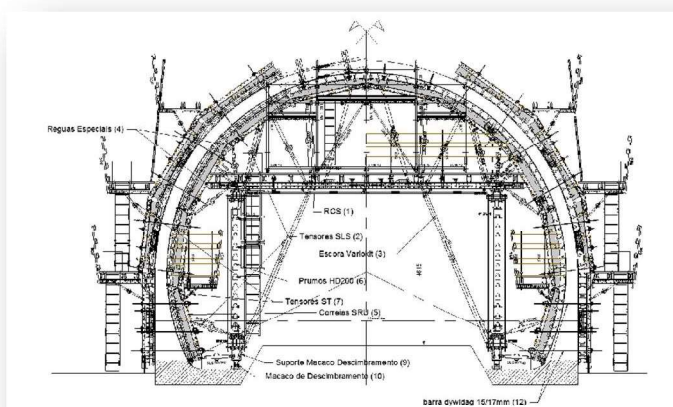 Reguas Especiais (4)
RCS (1)
Tensores SLS (2)
Escora Variokit (3)
Prumos HD200 (6)
Tensores ST (7)
Correias SRU (5)
Suporte Macaco Descimbramento (9)
Macaco de Descimbramento (10)
barra dywidag 15/17mm (12)